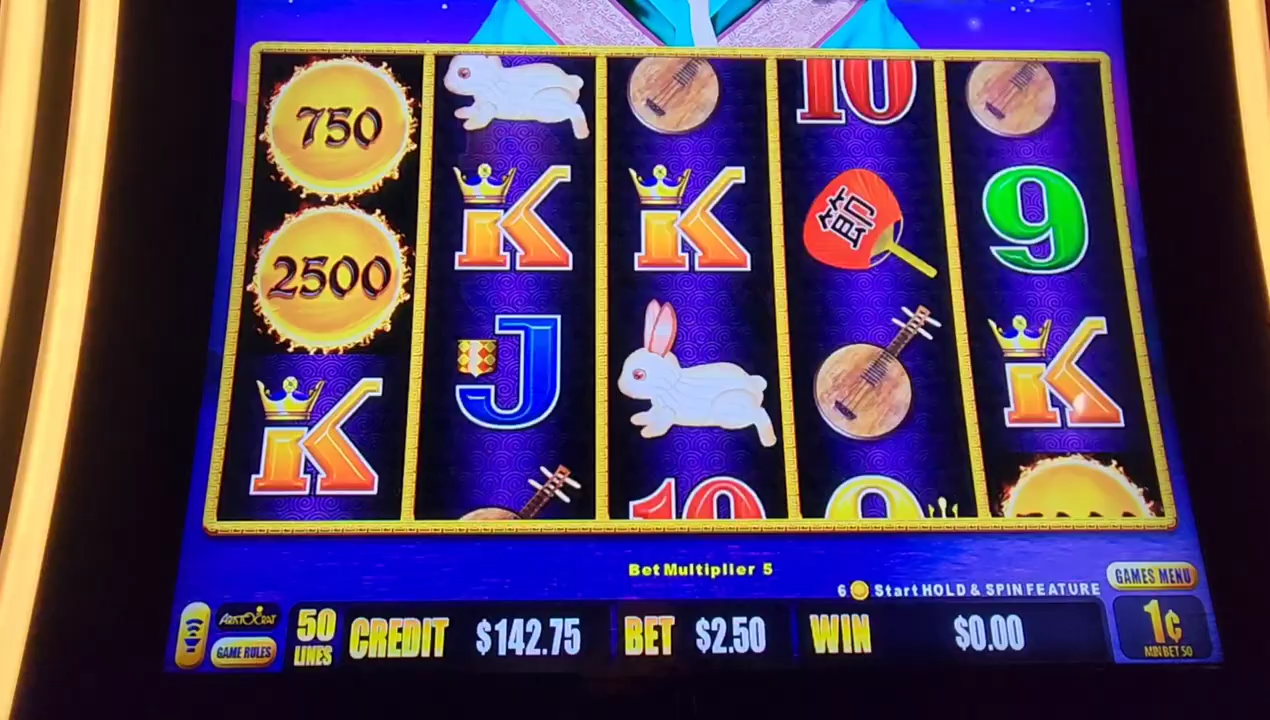 750
10
K
K
9
2500
J
K
K
10
Bet Multiplier 5
6 Start HOLD & SPIN FEATURE
GAMES MENU
ARISTOCRAT
GAME RULES
50
LINES
CREDIT $142.75
BET $2.50
WIN $0.00
1¢
MIN BET 50